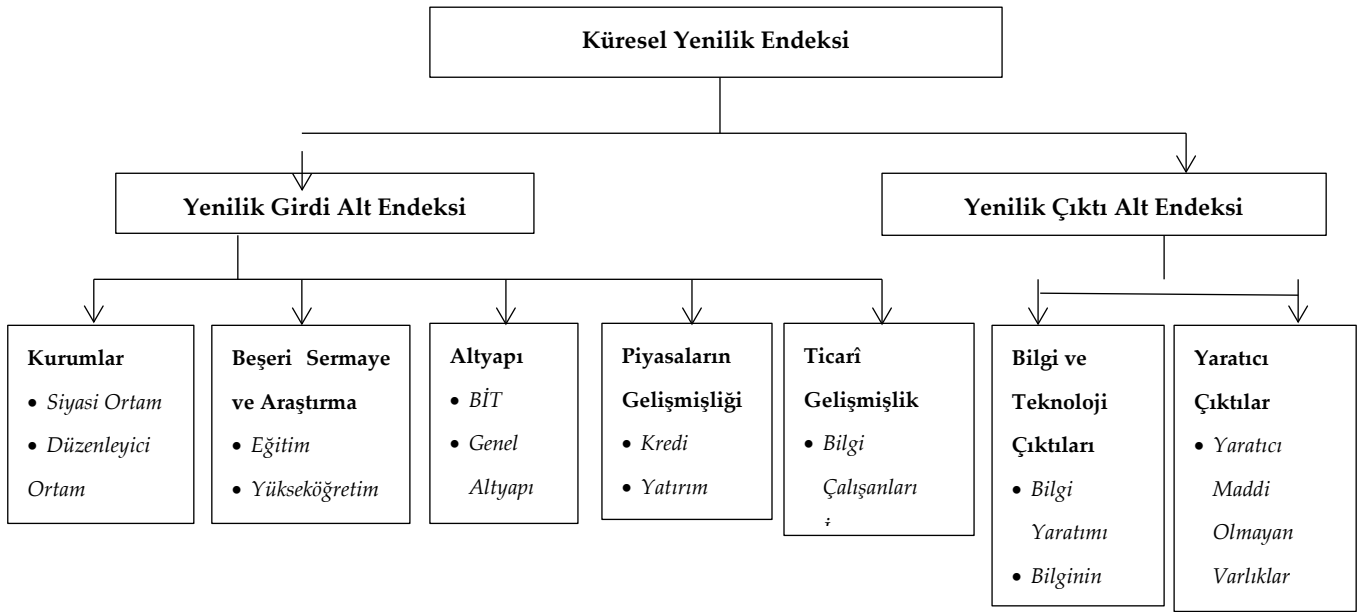 Küresel Yenilik Endeksi
Yenilik Girdi Alt Endeksi
Yenilik Çıktı Alt Endeksi
Kurumlar
• Siyasi Ortam
• Düzenleyici
Ortam
Beşeri Sermaye
ve Araştırma
• Eğitim
• Yükseköğretim
Altyapı
• BİT
• Genel
Altyapı
Piyasaların
Gelişmişliği
• Kredi
• Yatırım
Ticarî
Gelişmişlik
• Bilgi
Çalışanları
Bilgi ve
Teknoloji
Çıktıları
• Bilgi
Yaratımı
• Bilginin
Yaratıcı
Çıktılar
• Yaratıcı
Maddi
Olmayan
Varlıklar